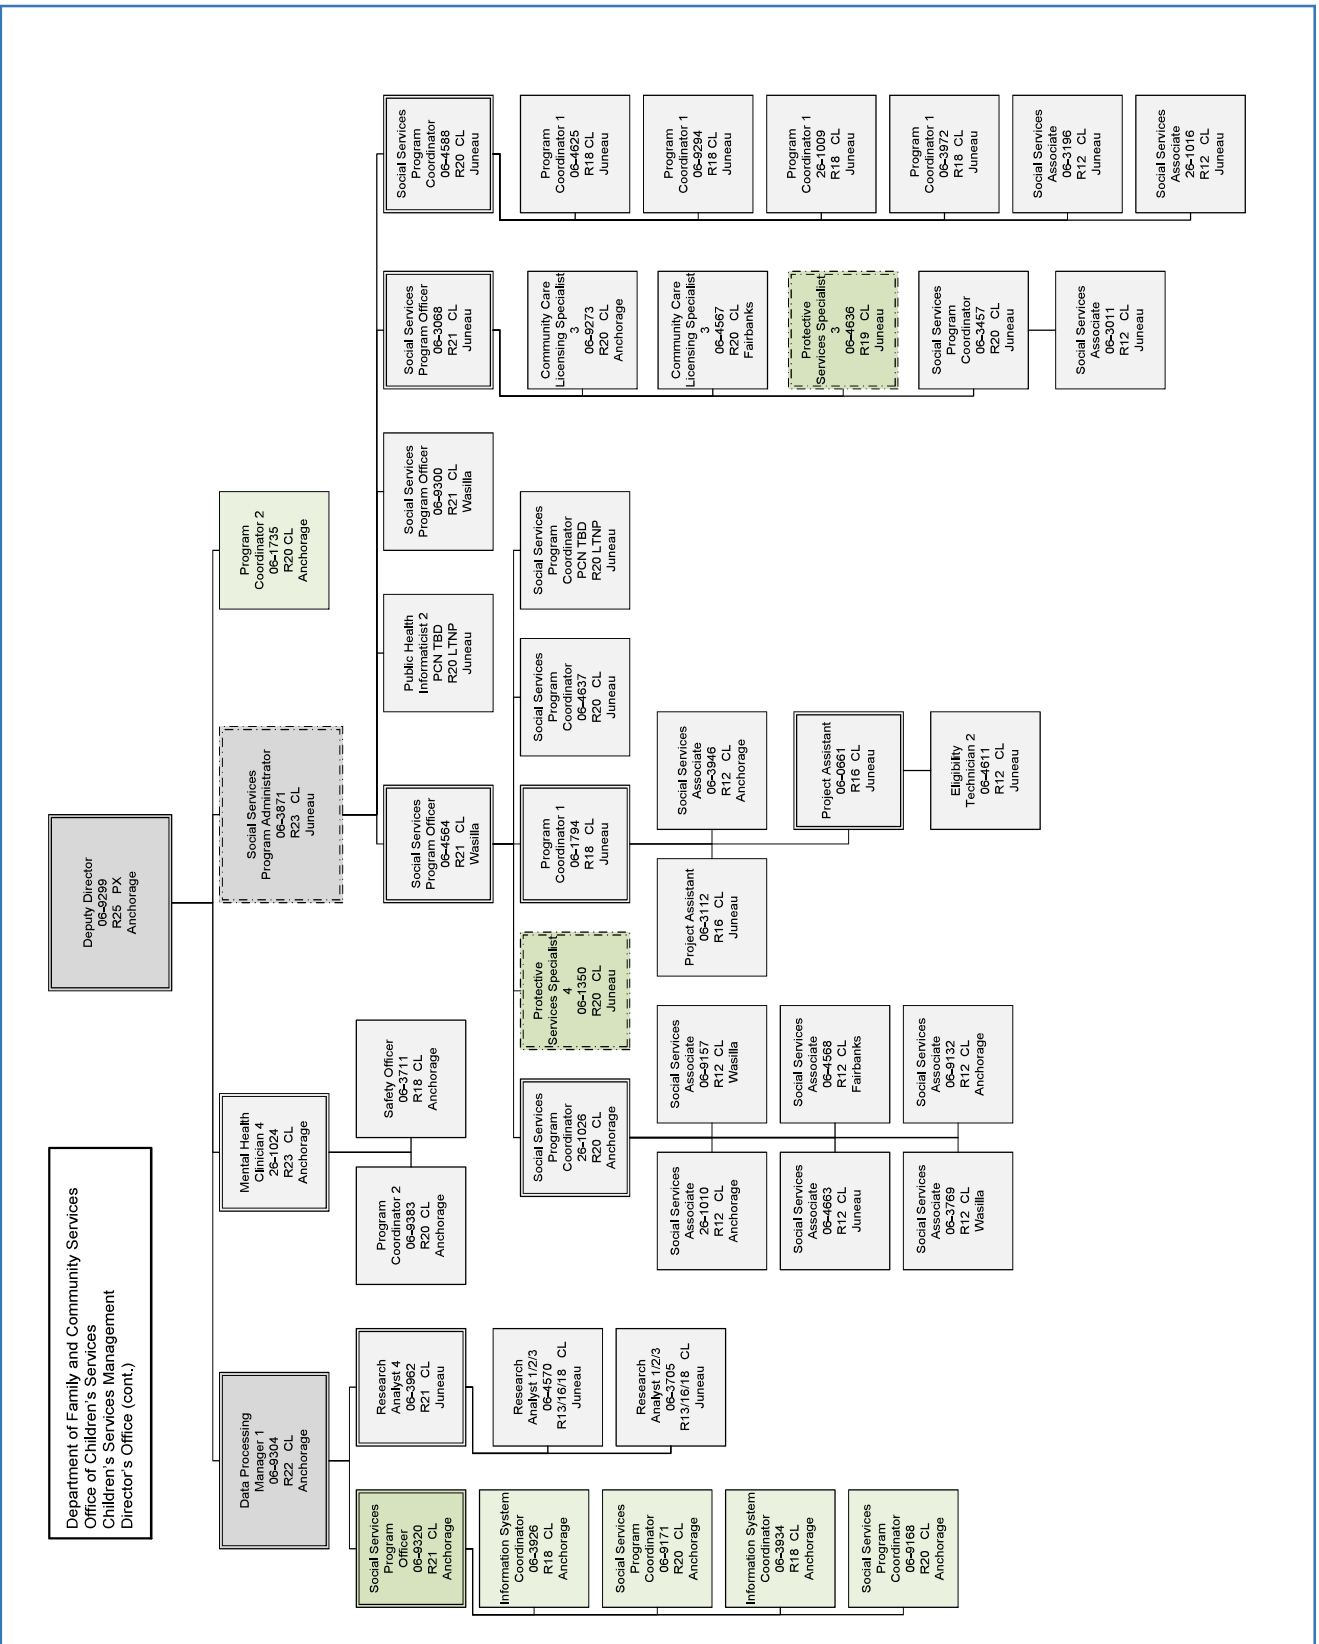 Department of Family and Community Services
Office of Children's Services
Children's Services Management
Director's Office (cont.)
Deputy Director
06-9299
R25 PX
Anchorage
Data Processing
Manager 1
06-9304
R22 CL
Anchorage
Mental Health
Clinician 4
26-1024
R23 CL
Anchorage
Social Services
Program Administrator
06-3871
R23 CL
Juneau
Program
Coordinator 2
06-1735
R20 CL
Anchorage
Social Services
Program
Officer
06-9320
R21 CL
Anchorage
Research
Analyst 4
06-3962
R21 CL
Juneau
Program
Coordinator 2
06-9383
R20 CL
Anchorage
Safety Officer
06-3711
R18 CL
Anchorage
Social Services
Program Officer
06-4564
R21 CL
Wasilla
Public Health
Informaticist 2
PCN TBD
R20 LTNP
Juneau
Social Services
Program Officer
06-9300
R21 CL
Wasilla
Social Services
Program Officer
06-3068
R21 CL
Juneau
Social Services
Program
Coordinator
06-4588
R20 CL
Juneau
Information System
Coordinator
06-3926
R18 CL
Anchorage
Social Services
Program
Coordinator
06-9171
R20 CL
Anchorage
Information System
Coordinator
06-3934
R18 CL
Anchorage
Social Services
Program
Coordinator
06-9168
R20 CL
Anchorage
Research
Analyst 1/2/3
06-4570
R13/16/18 CL
Juneau
Research
Analyst 1/2/3
06-3705
R13/16/18 CL
Juneau
Social Services
Program
Coordinator
26-1026
R20 CL
Anchorage
Protective
Services Specialist
4
06-1350
R20 CL
Juneau
Program
Coordinator 1
06-1794
R18 CL
Juneau
Social Services
Program
Coordinator
06-4637
R20 CL
Juneau
Social Services
Program
Coordinator
PCN TBD
R20 LTNP
Juneau
Social Services
Associate
26-1010
R12 CL
Anchorage
Social Services
Associate
06-9157
R12 CL
Wasilla
Social Services
Associate
06-4663
R12 CL
Juneau
Social Services
Associate
06-4568
R12 CL
Fairbanks
Social Services
Associate
06-3769
R12 CL
Wasilla
Social Services
Associate
06-9132
R12 CL
Anchorage
Project Assistant
06-3112
R16 CL
Juneau
Social Services
Associate
06-3946
R12 CL
Anchorage
Project Assistant
06-0661
R16 CL
Juneau
Eligibility
Technician 2
06-4611
R12 CL
Juneau
Community Care
Licensing Specialist
3
06-9273
R20 CL
Anchorage
Community Care
Licensing Specialist
3
06-4567
R20 CL
Fairbanks
Protective
Services Specialist
3
06-4636
R19 CL
Juneau
Social Services
Program
Coordinator
06-3457
R20 CL
Juneau
Social Services
Associate
06-3011
R12 CL
Juneau
Program
Coordinator 1
06-4625
R18 CL
Juneau
Program
Coordinator 1
06-9294
R18 CL
Juneau
Program
Coordinator 1
26-1009
R18 CL
Juneau
Program
Coordinator 1
06-3972
R18 CL
Juneau
Social Services
Associate
06-3196
R12 CL
Juneau
Social Services
Associate
26-1016
R12 CL
Juneau